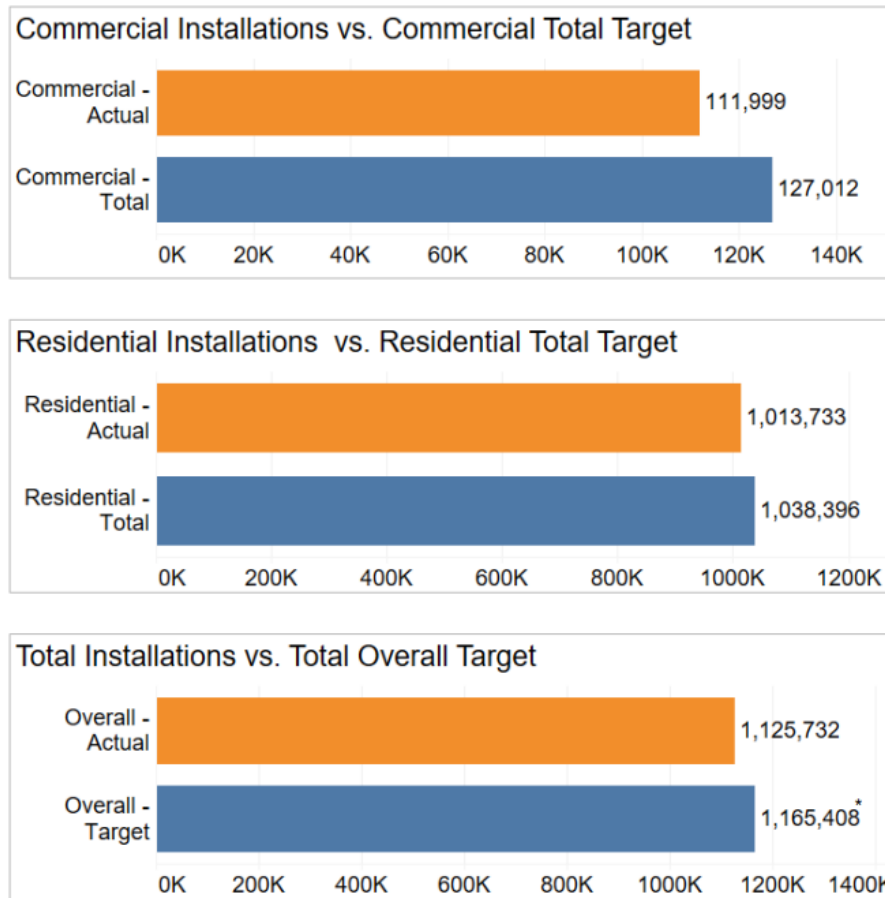 Commercial Installations vs. Commercial Total Target
Commercial -
Actual
111,999
Commercial -
Total
127,012
0K 20K 40K 60K 80K 100K 120K 140K
Residential Installations vs. Residential Total Target
Residential -
Actual
1,013,733
Residential -
Total
1,038,396
0K 200K 400K 600K 800K 1000K 1200K
Total Installations vs. Total Overall Target
Overall -
Actual
1,125,732
Overall -
Target
1,165,408*
0K 200K 400K 600K 800K 1000K 1200K 1400K